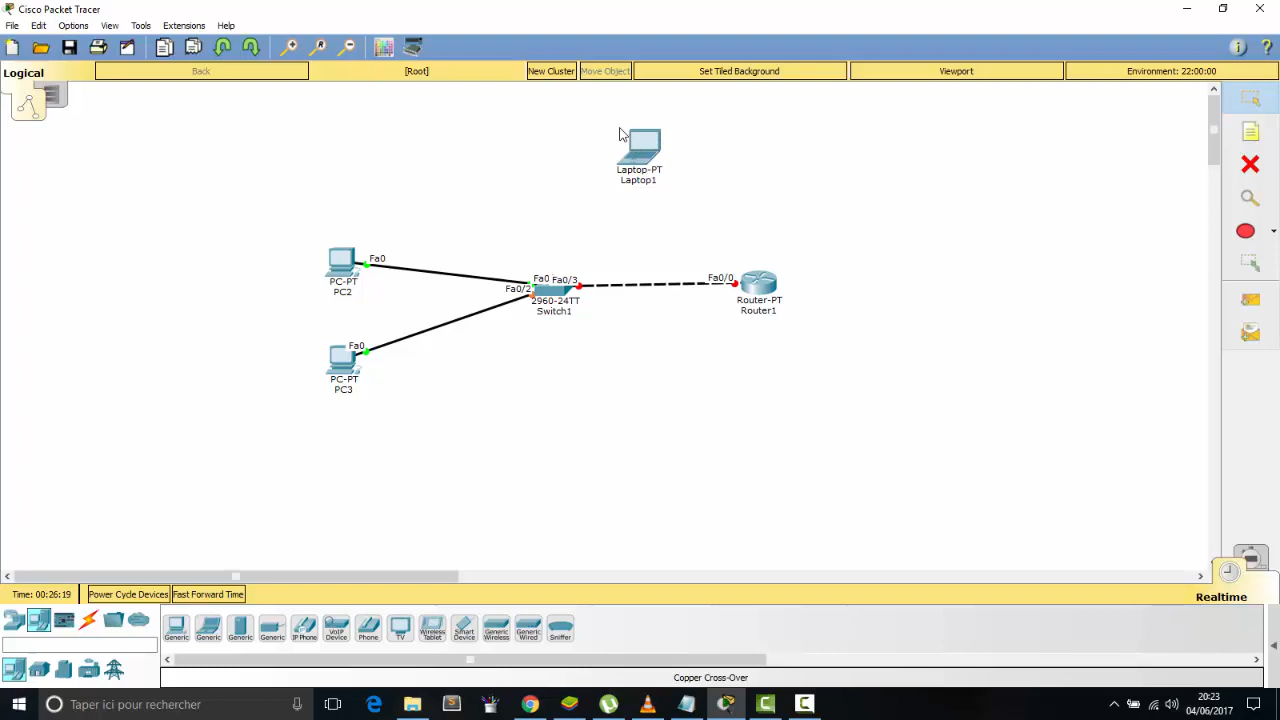 Cisco Packet Tracer
File Edit Options View Tools Extensions Help
Logical Back [Root] New Cluster Move Object Set Tiled Background Viewport Environment: 22:00:00
Laptop-PT
Laptop1
Fa0
PC-PT
PC2
Fa0 Fa0/3
Fa0/2
2960-24TT
Switch1
Fa0/0
Router-PT
Router1
Fa0
PC-PT
PC3
Time: 00:26:19 Power Cycle Devices Fast Forward Time
Realtime
Generic Generic Generic Generic IP Phone VoIP Device Phone TV Wireless Tablet Smart Device Generic Wireless Generic Wired Sniffer
Copper Cross-Over
Taper ici pour rechercher
20:23
04/06/2017